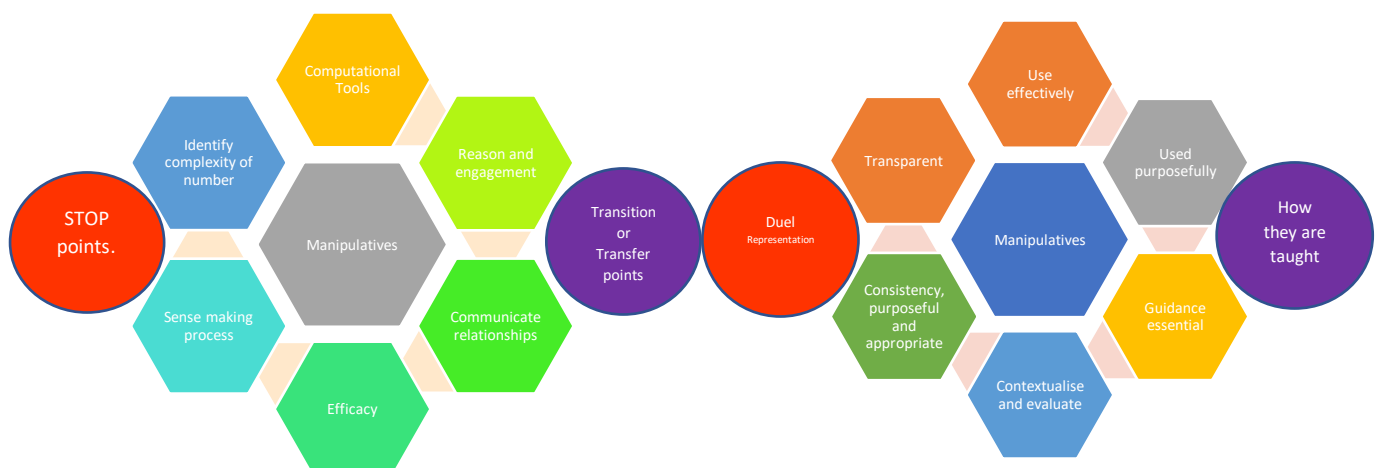 Computational
Tools
Identify
complexity of
number
Reason and
engagement
STOP
points.
Manipulatives
Transition
or
Transfer
points
Sense making
process
Communicate
relationships
Efficacy
Use
effectively
Transparent
Used
purposefully
Duel
Representation
Manipulatives
How
they are
taught
Consistency,
purposeful
and
appropriate
Guidance
essential
Contextualise
and evaluate